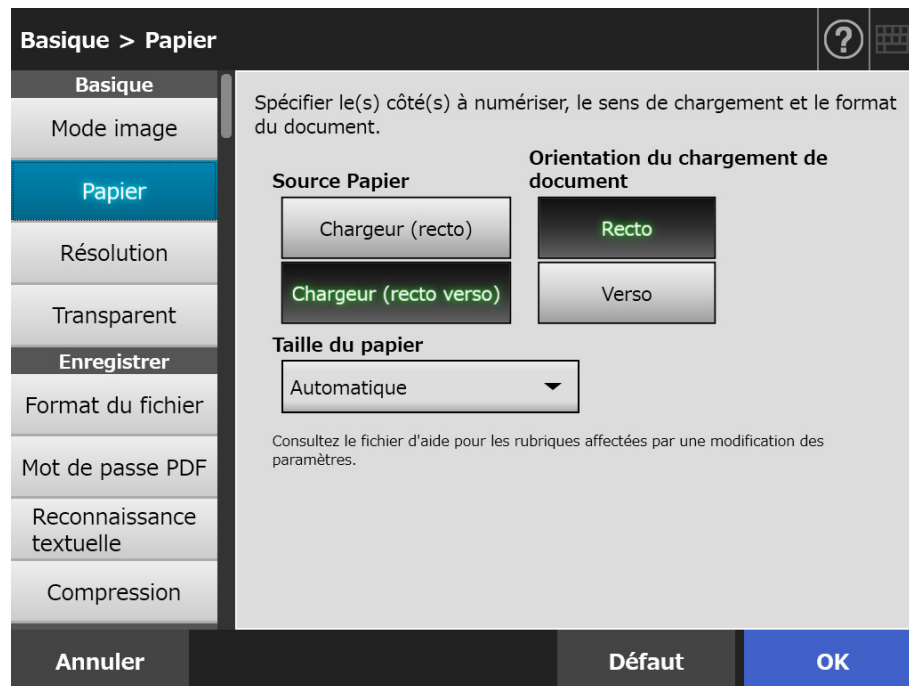 Basique > Papier
?
Basique
Mode image
Papier
Résolution
Transparent
Enregistrer
Format du fichier
Mot de passe PDF
Reconnaissance
textuelle
Compression
Spécifier le(s) côté(s) à numériser, le sens de chargement et le format
du document.
Source Papier
Chargeur (recto)
Chargeur (recto verso)
Orientation du chargement de
document
Recto
Verso
Taille du papier
Automatique
Consultez le fichier d'aide pour les rubriques affectées par une modification des
paramètres.
Annuler
Défaut
OK